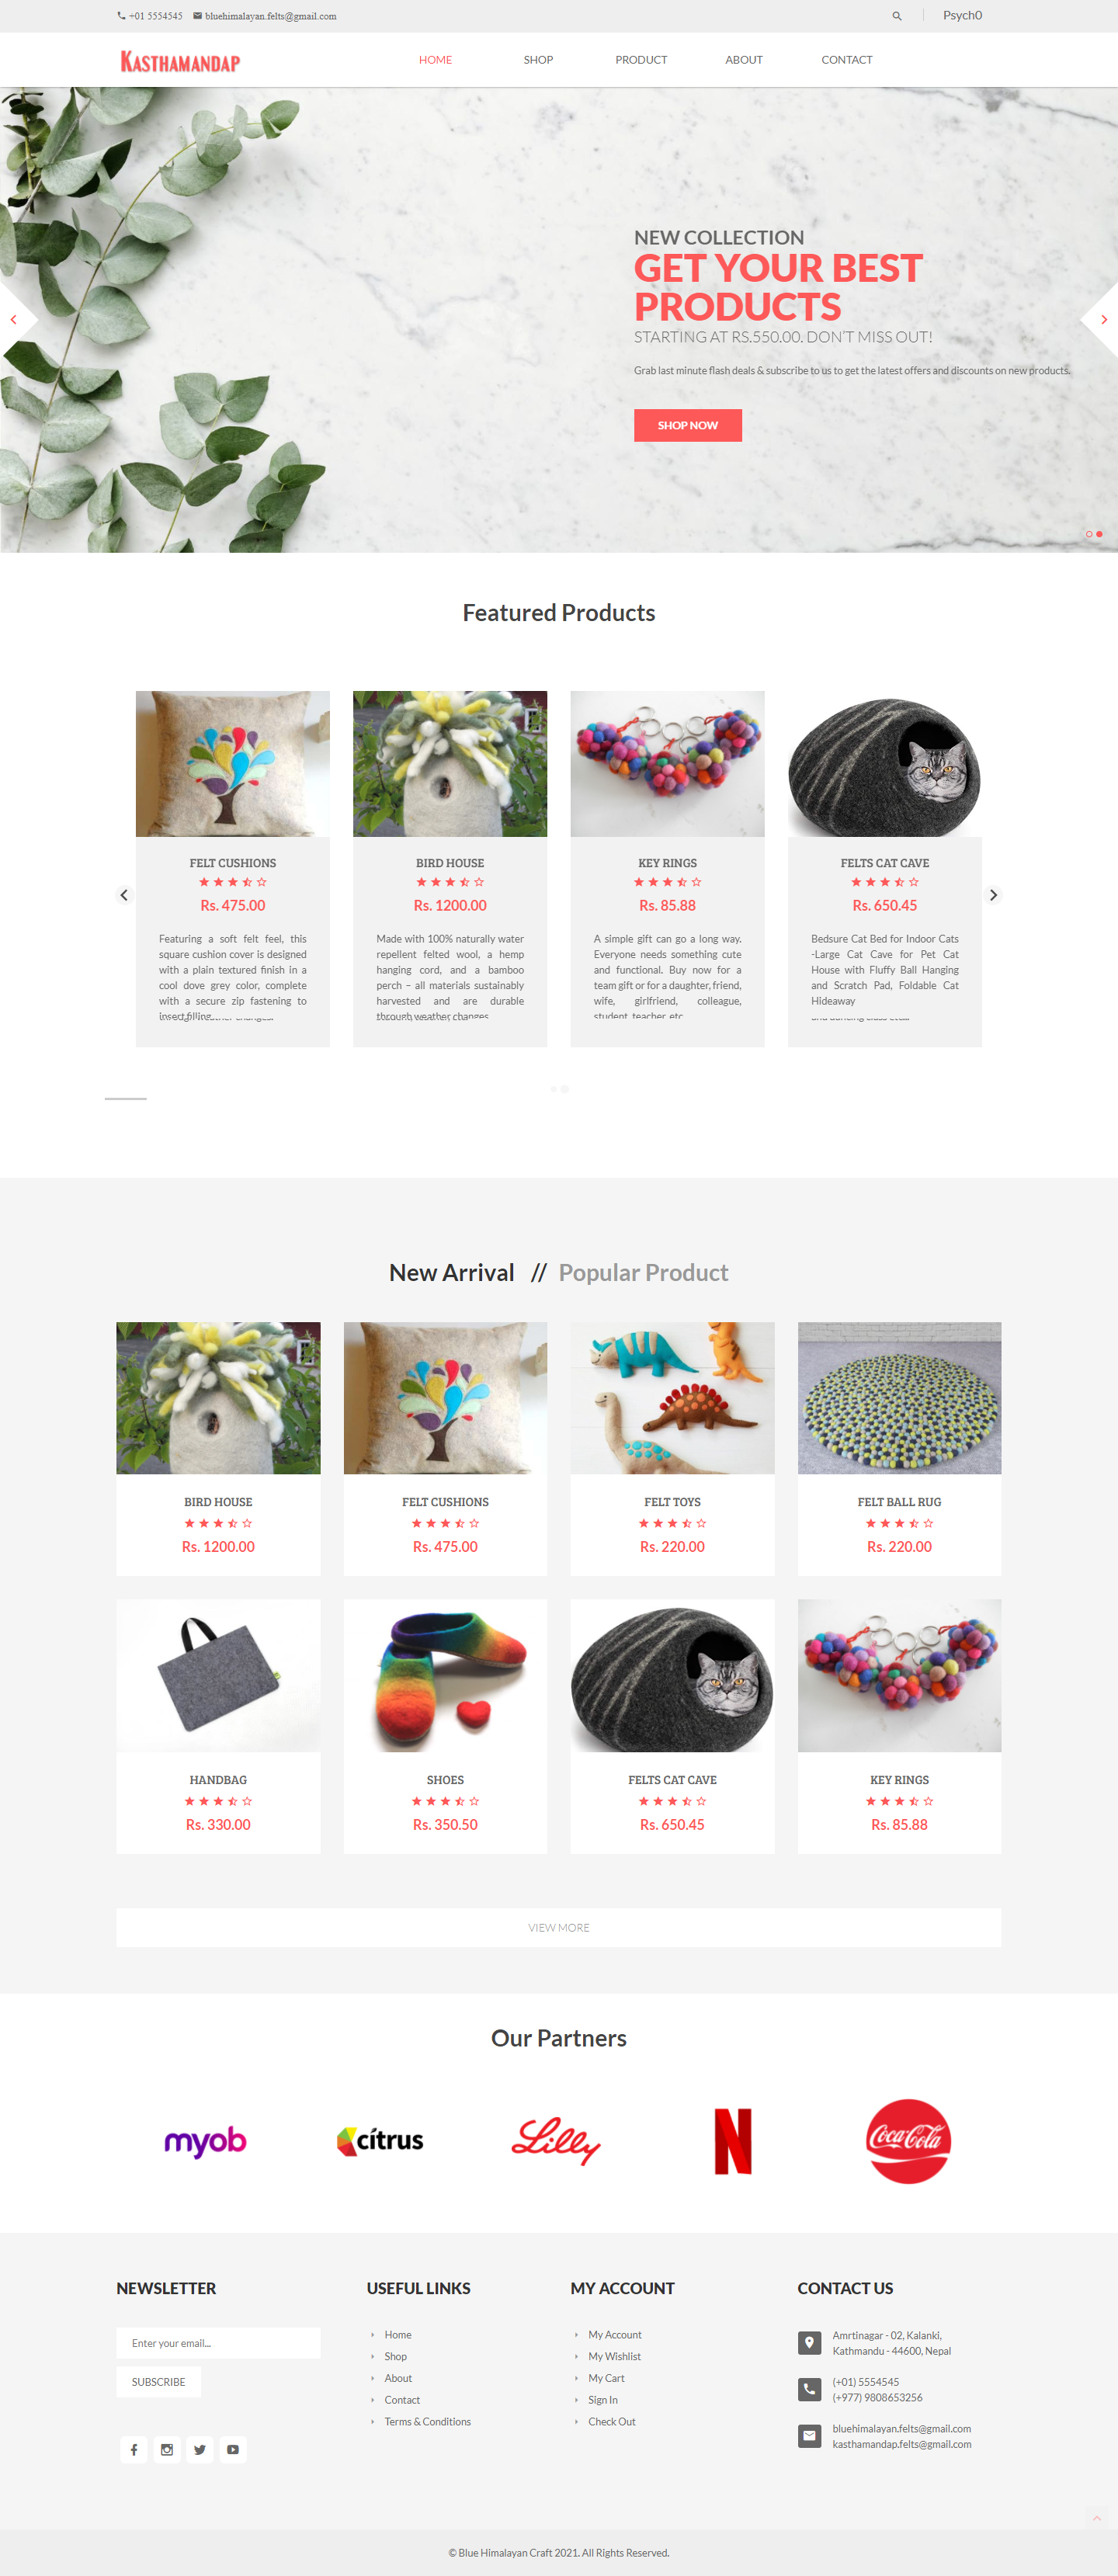 +01 5554545 bluehimalayan.felts@gmail.com Psych0
KASTHAMANDAP HOME SHOP PRODUCT ABOUT CONTACT
NEW COLLECTION
GET YOUR BEST
PRODUCTS
STARTING AT RS.550.00. DON'T MISS OUT!
Grab last minute flash deals & subscribe to us to get the latest offers and discounts on new products.
SHOP NOW
Featured Products
FELT CUSHIONS
Rs. 475.00
Featuring a soft felt feel, this
square cushion cover is designed
with a plain textured finish in a
cool dove grey color, complete
with a secure zip fastening to
insert filling.
BIRD HOUSE
Rs. 1200.00
Made with 100% naturally water
repellent felted wool, a hemp
hanging cord, and a bamboo
perch – all materials sustainably
harvested and are durable
through weather changes.
KEY RINGS
Rs. 85.88
A simple gift can go a long way.
Everyone needs something cute
and functional. Buy now for a
team gift or for a daughter, friend,
wife, girlfriend, colleague,
student, teacher, etc.
FELTS CAT CAVE
Rs. 650.45
Bedsure Cat Bed for Indoor Cats
-Large Cat Cave for Pet Cat
House with Fluffy Ball Hanging
and Scratch Pad, Foldable Cat
Hideaway
New Arrival // Popular Product
BIRD HOUSE
Rs. 1200.00
FELT CUSHIONS
Rs. 475.00
FELT TOYS
Rs. 220.00
FELT BALL RUG
Rs. 220.00
HANDBAG
Rs. 330.00
SHOES
Rs. 350.50
FELTS CAT CAVE
Rs. 650.45
KEY RINGS
Rs. 85.88
VIEW MORE
Our Partners
myob cítrus Lilly N Coca-Cola
NEWSLETTER
Enter your email...
SUBSCRIBE
USEFUL LINKS
Home
Shop
About
Contact
Terms & Conditions
MY ACCOUNT
My Account
My Wishlist
My Cart
Sign In
Check Out
CONTACT US
Amrtinagar - 02, Kalanki,
Kathmandu - 44600, Nepal
(+01) 5554545
(+977) 9808653256
bluehimalayan.felts@gmail.com
kasthamandap.felts@gmail.com
© Blue Himalayan Craft 2021. All Rights Reserved.